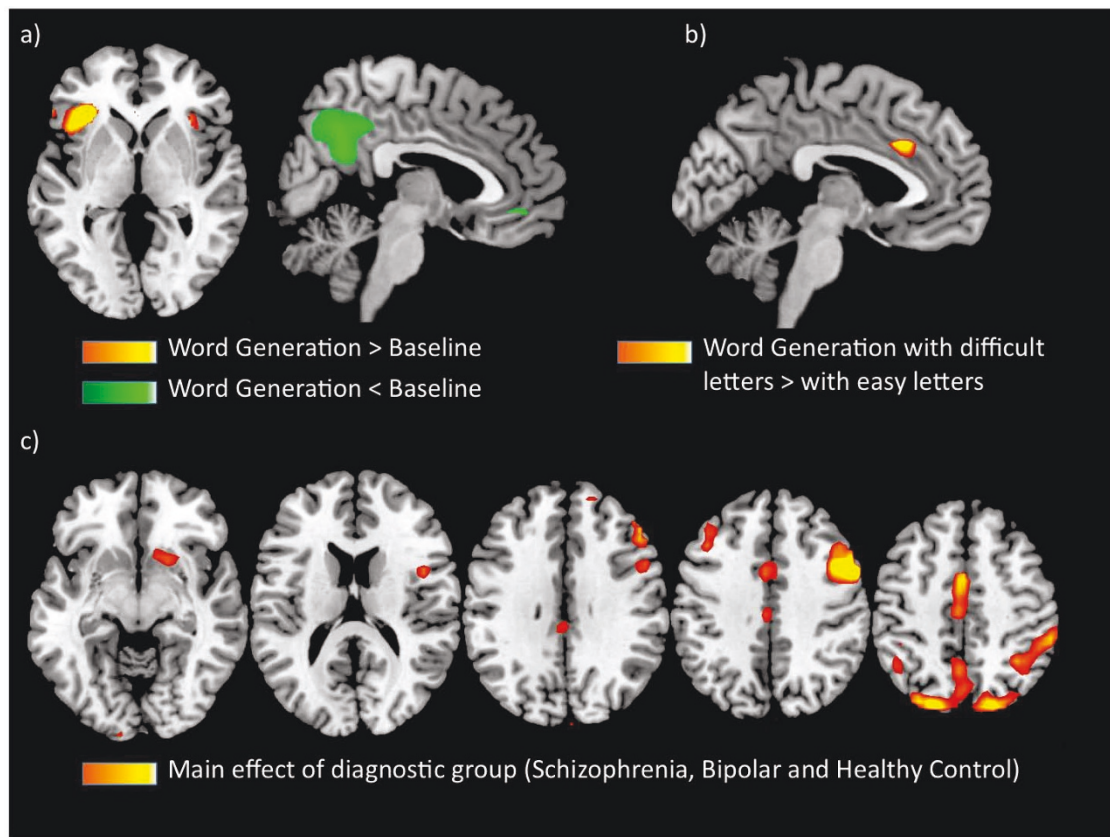 a)
b)
Word Generation > Baseline
Word Generation < Baseline
Word Generation with difficult
letters > with easy letters
c)
Main effect of diagnostic group (Schizophrenia, Bipolar and Healthy Control)